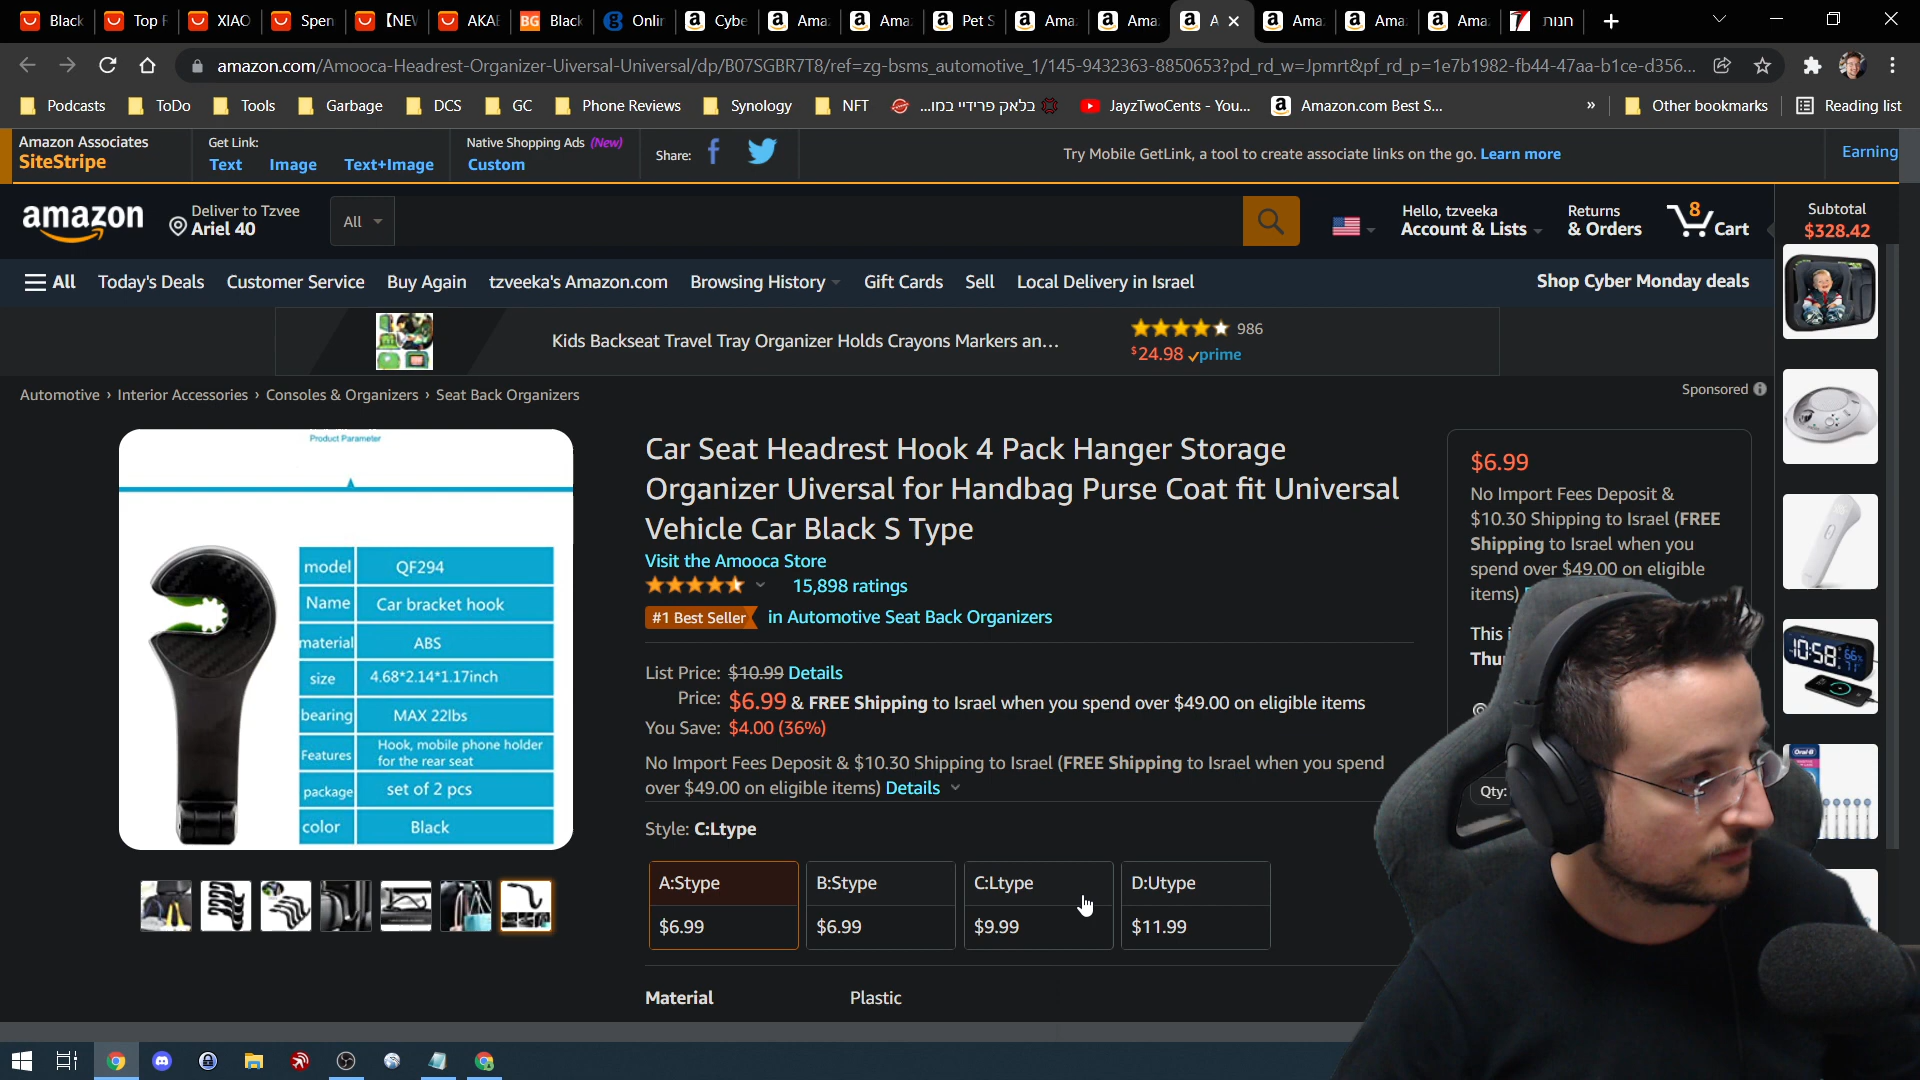 Black
Top
XIAO
Spen
【NEV
AKA
BG Black
Onli
Cybe
Ama
Ama
Pet S
Ama
Ama
A
Ama
Ama
Ama
חנות
amazon.com/Amooca-Headrest-Organizer-Uiversal-Universal/dp/B07SGBR7T8/ref=zg-bsms_automotive_1/145-9432363-8850653?pd_rd_w=Jpmrt&pf_rd_p=1e7b1982-fb44-47aa-b1ce-d356...
Podcasts ToDo Tools Garbage DCS GC Phone Reviews Synology NFT בלאק פרידיי במו... JayzTwoCents - You... Amazon.com Best S... » Other bookmarks Reading list
Amazon Associates
SiteStripe
Get Link:
Text Image Text+Image
Native Shopping Ads (New)
Custom
Share:
Try Mobile GetLink, a tool to create associate links on the go. Learn more
Earning
amazon
Deliver to Tzvee
Ariel 40
All
Hello, tzveeka
Account & Lists
Returns
& Orders
8
Cart
Subtotal
$328.42
All Today's Deals Customer Service Buy Again tzveeka's Amazon.com Browsing History Gift Cards Sell Local Delivery in Israel
Shop Cyber Monday deals
Kids Backseat Travel Tray Organizer Holds Crayons Markers an...
986
$24.98 prime
Automotive › Interior Accessories › Consoles & Organizers › Seat Back Organizers
Sponsored
Product Parameter
model QF294
Name Car bracket hook
material ABS
size 4.68*2.14*1.17inch
bearing MAX 22lbs
Features Hook, mobile phone holder
for the rear seat
package set of 2 pcs
color Black
Car Seat Headrest Hook 4 Pack Hanger Storage
Organizer Uiversal for Handbag Purse Coat fit Universal
Vehicle Car Black S Type
Visit the Amooca Store
15,898 ratings
#1 Best Seller in Automotive Seat Back Organizers
List Price: $10.99 Details
Price: $6.99 & FREE Shipping to Israel when you spend over $49.00 on eligible items
You Save: $4.00 (36%)
No Import Fees Deposit & $10.30 Shipping to Israel (FREE Shipping to Israel when you spend
over $49.00 on eligible items) Details
Style: C:Ltype
A:Stype
$6.99
B:Stype
$6.99
C:Ltype
$9.99
D:Utype
$11.99
Material Plastic
$6.99
No Import Fees Deposit &
$10.30 Shipping to Israel (FREE
Shipping to Israel when you
spend over $49.00 on eligible
items)
This
Thu
Qty:
10:58
66%
Oral-B